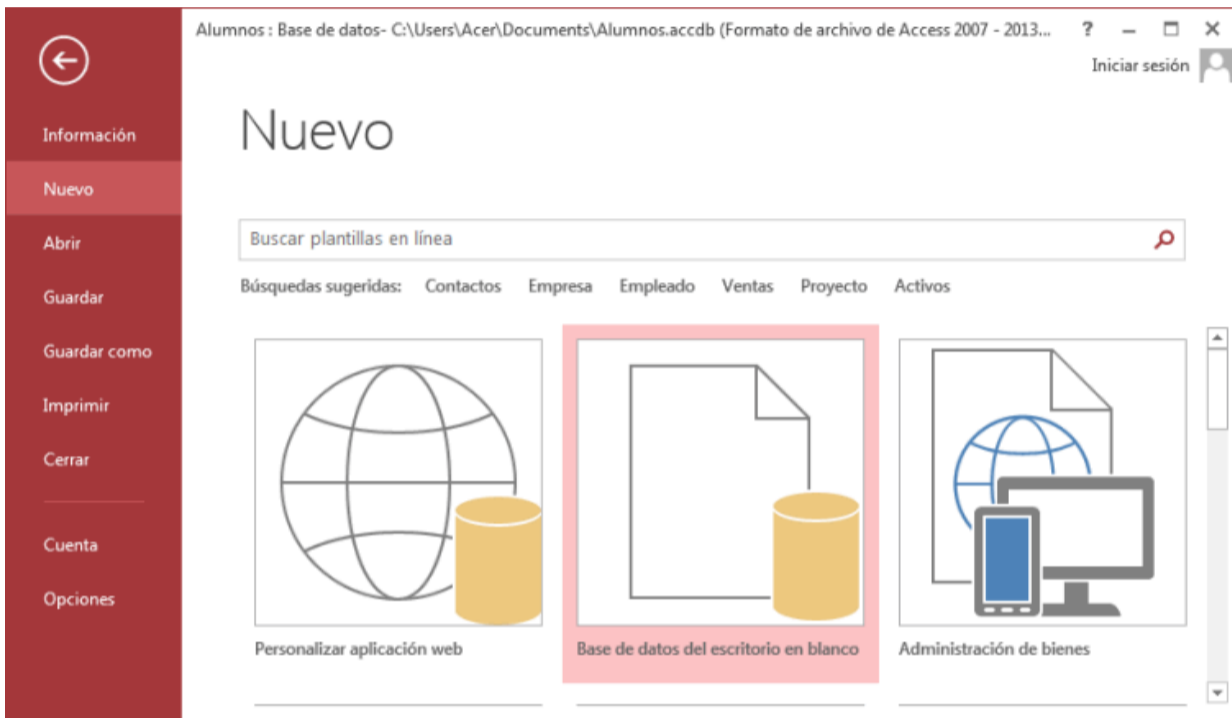 Alumnos : Base de datos- C:\Users\Acer\Documents\Alumnos.accdb (Formato de archivo de Access 2007 - 2013... ?
Iniciar sesión
Información
Nuevo
Abrir
Guardar
Guardar como
Imprimir
Cerrar
Cuenta
Opciones
Nuevo
Buscar plantillas en línea
Búsquedas sugeridas: Contactos Empresa Empleado Ventas Proyecto Activos
Personalizar aplicación web
Base de datos del escritorio en blanco
Administración de bienes